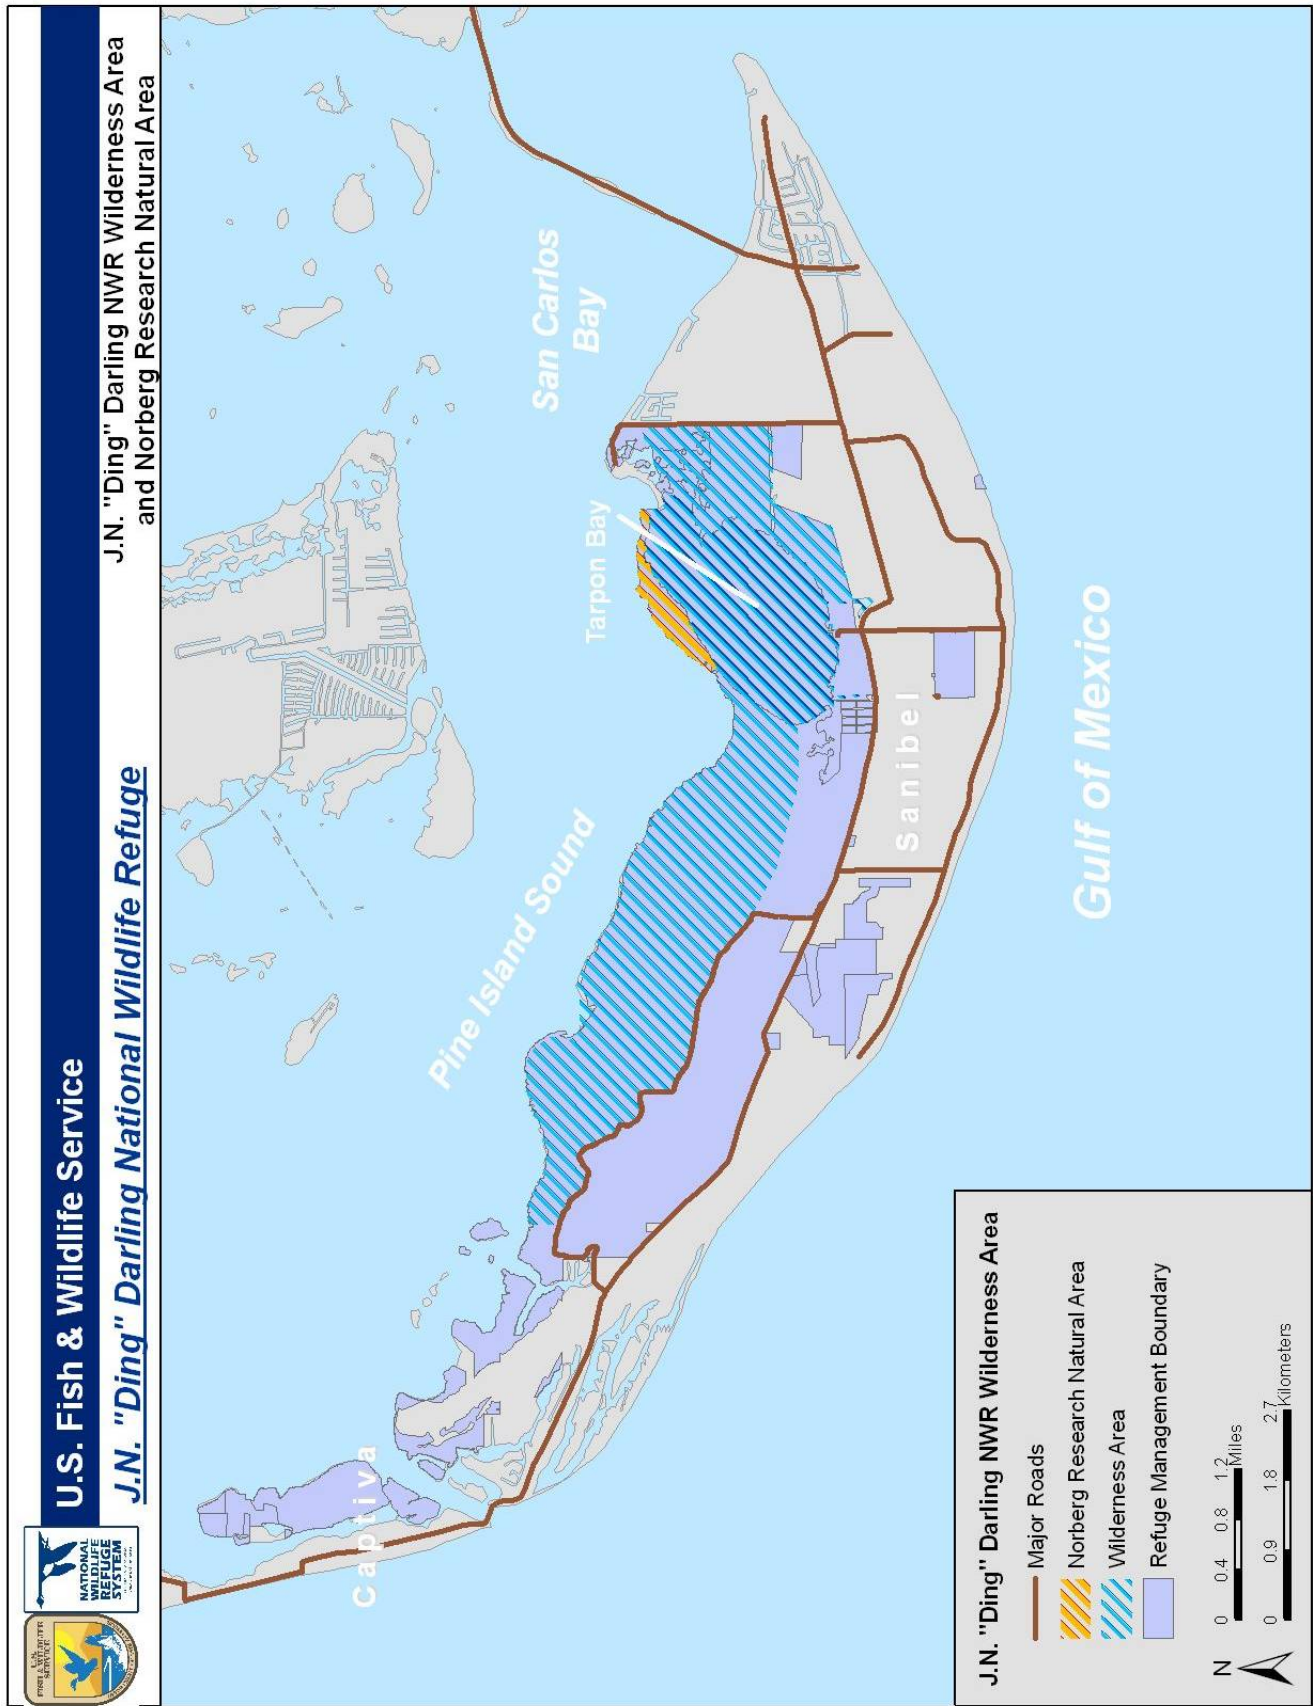 U.S. Fish & Wildlife Service
J.N. "Ding" Darling National Wildlife Refuge
J.N. "Ding" Darling NWR Wilderness Area
and Norberg Research Natural Area
U.S.
FISH & WILDLIFE
SERVICE
NATIONAL
WILDLIFE
REFUGE
SYSTEM
Captiva
Pine Island Sound
Tarpon Bay
San Carlos
Bay
Sanibel
Gulf of Mexico
J.N. "Ding" Darling NWR Wilderness Area
Major Roads
Norberg Research Natural Area
Wilderness Area
Refuge Management Boundary
N
0 0.4 0.8 1.2
Miles
0 0.9 1.8 2.7
Kilometers